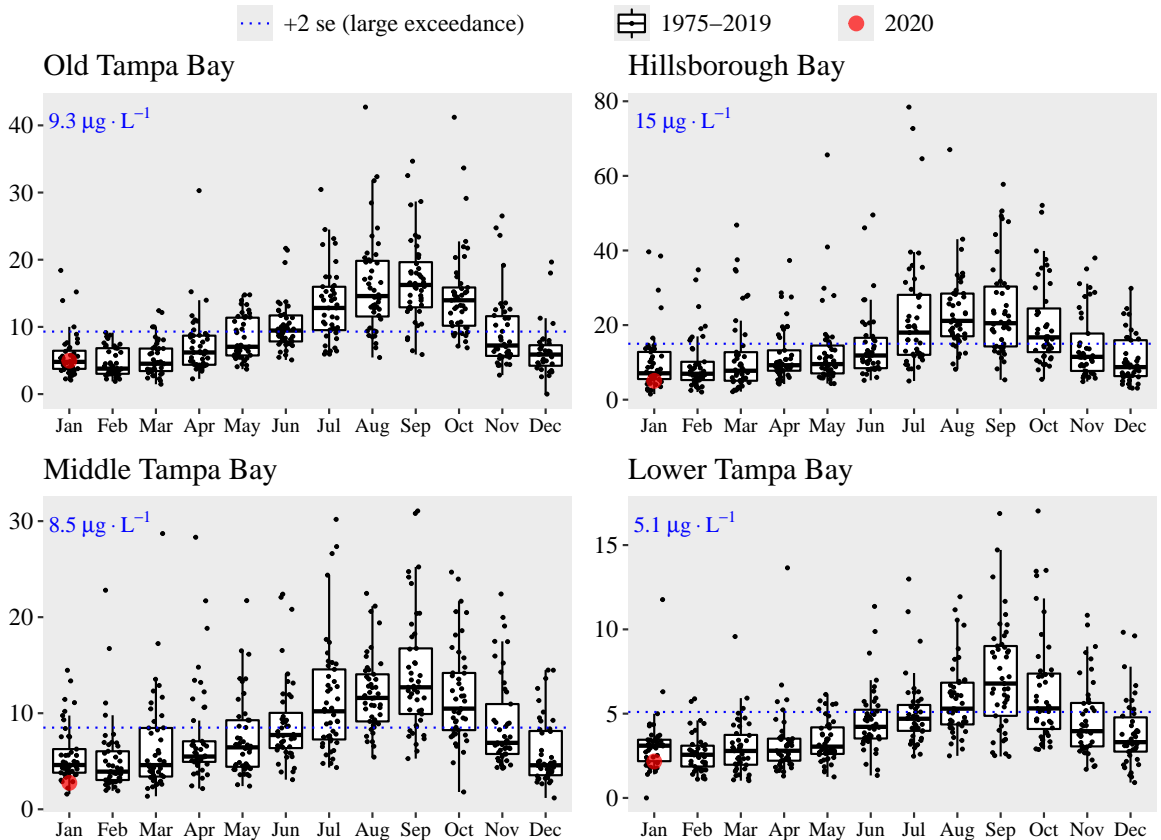 +2 se (large exceedance) 1975–2019 2020
Old Tampa Bay
9.3 μg · L⁻¹
40
30
20
10
0
Jan Feb Mar Apr May Jun Jul Aug Sep Oct Nov Dec
Hillsborough Bay
15 μg · L⁻¹
80
60
40
20
0
Jan Feb Mar Apr May Jun Jul Aug Sep Oct Nov Dec
Middle Tampa Bay
8.5 μg · L⁻¹
30
20
10
0
Jan Feb Mar Apr May Jun Jul Aug Sep Oct Nov Dec
Lower Tampa Bay
5.1 μg · L⁻¹
15
10
5
0
Jan Feb Mar Apr May Jun Jul Aug Sep Oct Nov Dec